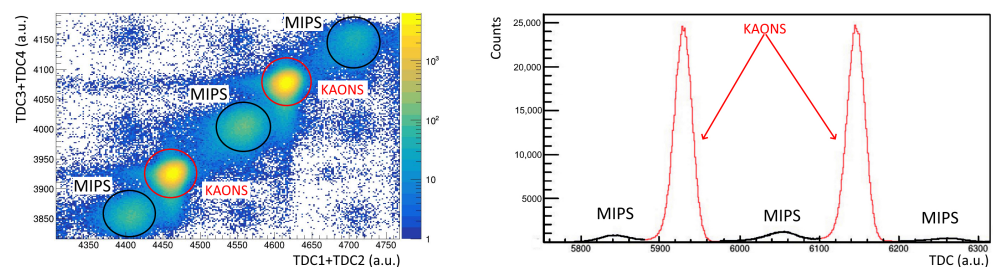 TDC3+TDC4 (a.u.)
4150
4100
4050
4000
3950
3900
3850
MIPS
KAONS
MIPS
KAONS
MIPS
4350 4400 4450 4500 4550 4600 4650 4700 4750
TDC1+TDC2 (a.u.)
10³
10²
10
1
Counts
25,000
20,000
15,000
10,000
5000
KAONS
MIPS
MIPS
MIPS
5800 5900 6000 6100 6200 6300
TDC (a.u.)